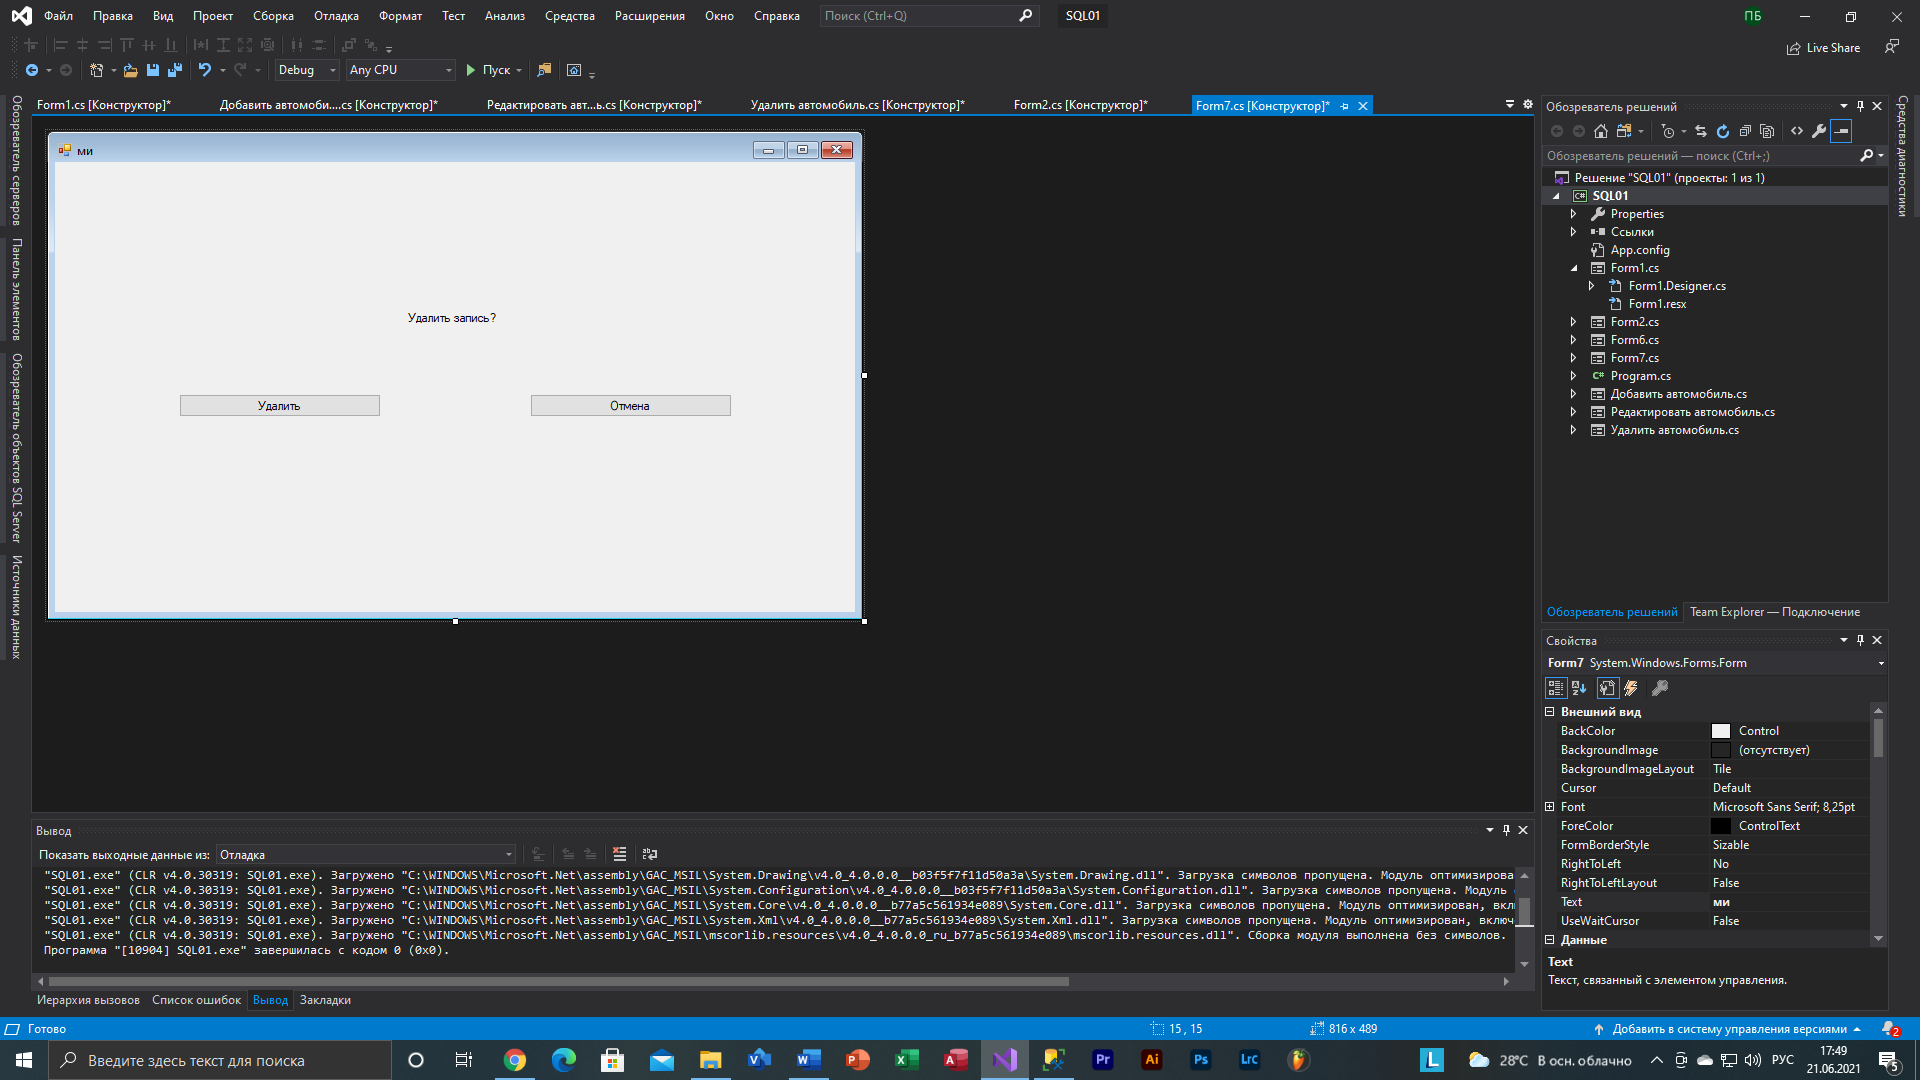 Файл Правка Вид Проект Сборка Отладка Формат Тест Анализ Средства Расширения Окно Справка Поиск (Ctrl+Q) SQL01 ПБ
Live Share
Debug Any CPU Пуск
Form1.cs [Конструктор]* Добавить автомоби....cs [Конструктор]* Редактировать авт...ь.cs [Конструктор]* Удалить автомобиль.cs [Конструктор]* Form2.cs [Конструктор]* Form7.cs [Конструктор]*
Обозреватель серверов
Панель элементов
Обозреватель объектов SQL Server
Источники данных
ми
Удалить запись?
Удалить Отмена
Обозреватель решений
Обозреватель решений — поиск (Ctrl+;)
Решение "SQL01" (проекты: 1 из 1)
SQL01
Properties
Ссылки
App.config
Form1.cs
Form1.Designer.cs
Form1.resx
Form2.cs
Form6.cs
Form7.cs
Program.cs
Добавить автомобиль.cs
Редактировать автомобиль.cs
Удалить автомобиль.cs
Средства диагностики
Обозреватель решений Team Explorer — Подключение
Свойства
Form7 System.Windows.Forms.Form
Внешний вид
BackColor Control
BackgroundImage (отсутствует)
BackgroundImageLayout Tile
Cursor Default
Font Microsoft Sans Serif; 8,25pt
ForeColor ControlText
FormBorderStyle Sizable
RightToLeft No
RightToLeftLayout False
Text ми
UseWaitCursor False
Данные
Text
Текст, связанный с элементом управления.
Вывод
Показать выходные данные из: Отладка
"SQL01.exe" (CLR v4.0.30319: SQL01.exe). Загружено "C:\WINDOWS\Microsoft.Net\assembly\GAC_MSIL\System.Drawing\v4.0_4.0.0.0__b03f5f7f11d50a3a\System.Drawing.dll". Загрузка символов пропущена. Модуль оптимизирова
"SQL01.exe" (CLR v4.0.30319: SQL01.exe). Загружено "C:\WINDOWS\Microsoft.Net\assembly\GAC_MSIL\System.Configuration\v4.0_4.0.0.0__b03f5f7f11d50a3a\System.Configuration.dll". Загрузка символов пропущена. Модуль
"SQL01.exe" (CLR v4.0.30319: SQL01.exe). Загружено "C:\WINDOWS\Microsoft.Net\assembly\GAC_MSIL\System.Core\v4.0_4.0.0.0__b77a5c561934e089\System.Core.dll". Загрузка символов пропущена. Модуль оптимизирован, вкл
"SQL01.exe" (CLR v4.0.30319: SQL01.exe). Загружено "C:\WINDOWS\Microsoft.Net\assembly\GAC_MSIL\System.Xml\v4.0_4.0.0.0__b77a5c561934e089\System.Xml.dll". Загрузка символов пропущена. Модуль оптимизирован, включ
"SQL01.exe" (CLR v4.0.30319: SQL01.exe). Загружено "C:\WINDOWS\Microsoft.Net\assembly\GAC_MSIL\mscorlib.resources\v4.0_4.0.0.0_ru_b77a5c561934e089\mscorlib.resources.dll". Сборка модуля выполнена без символов.
Программа "[10904] SQL01.exe" завершилась с кодом 0 (0x0).
Иерархия вызовов Список ошибок Вывод Закладки
Готово 15 , 15 816 x 489 Добавить в систему управления версиями 2
Введите здесь текст для поиска 28°C В осн. облачно РУС 17:49
21.06.2021 5